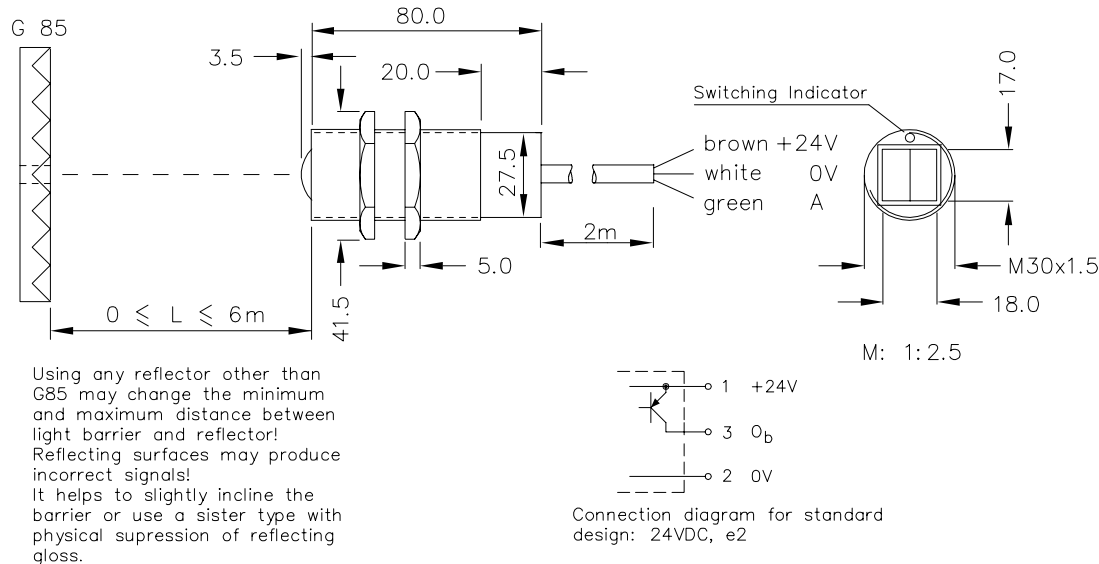 G 85
80.0
3.5
20.0
27.5
41.5
5.0
2m
0 ≤ L ≤ 6m
Switching Indicator
brown +24V
white 0V
green A
17.0
M30x1.5
18.0
M: 1:2.5
Using any reflector other than
G85 may change the minimum
and maximum distance between
light barrier and reflector!
Reflecting surfaces may produce
incorrect signals!
It helps to slightly incline the
barrier or use a sister type with
physical supression of reflecting
gloss.
1 +24V
3 Ob
2 0V
Connection diagram for standard
design: 24VDC, e2